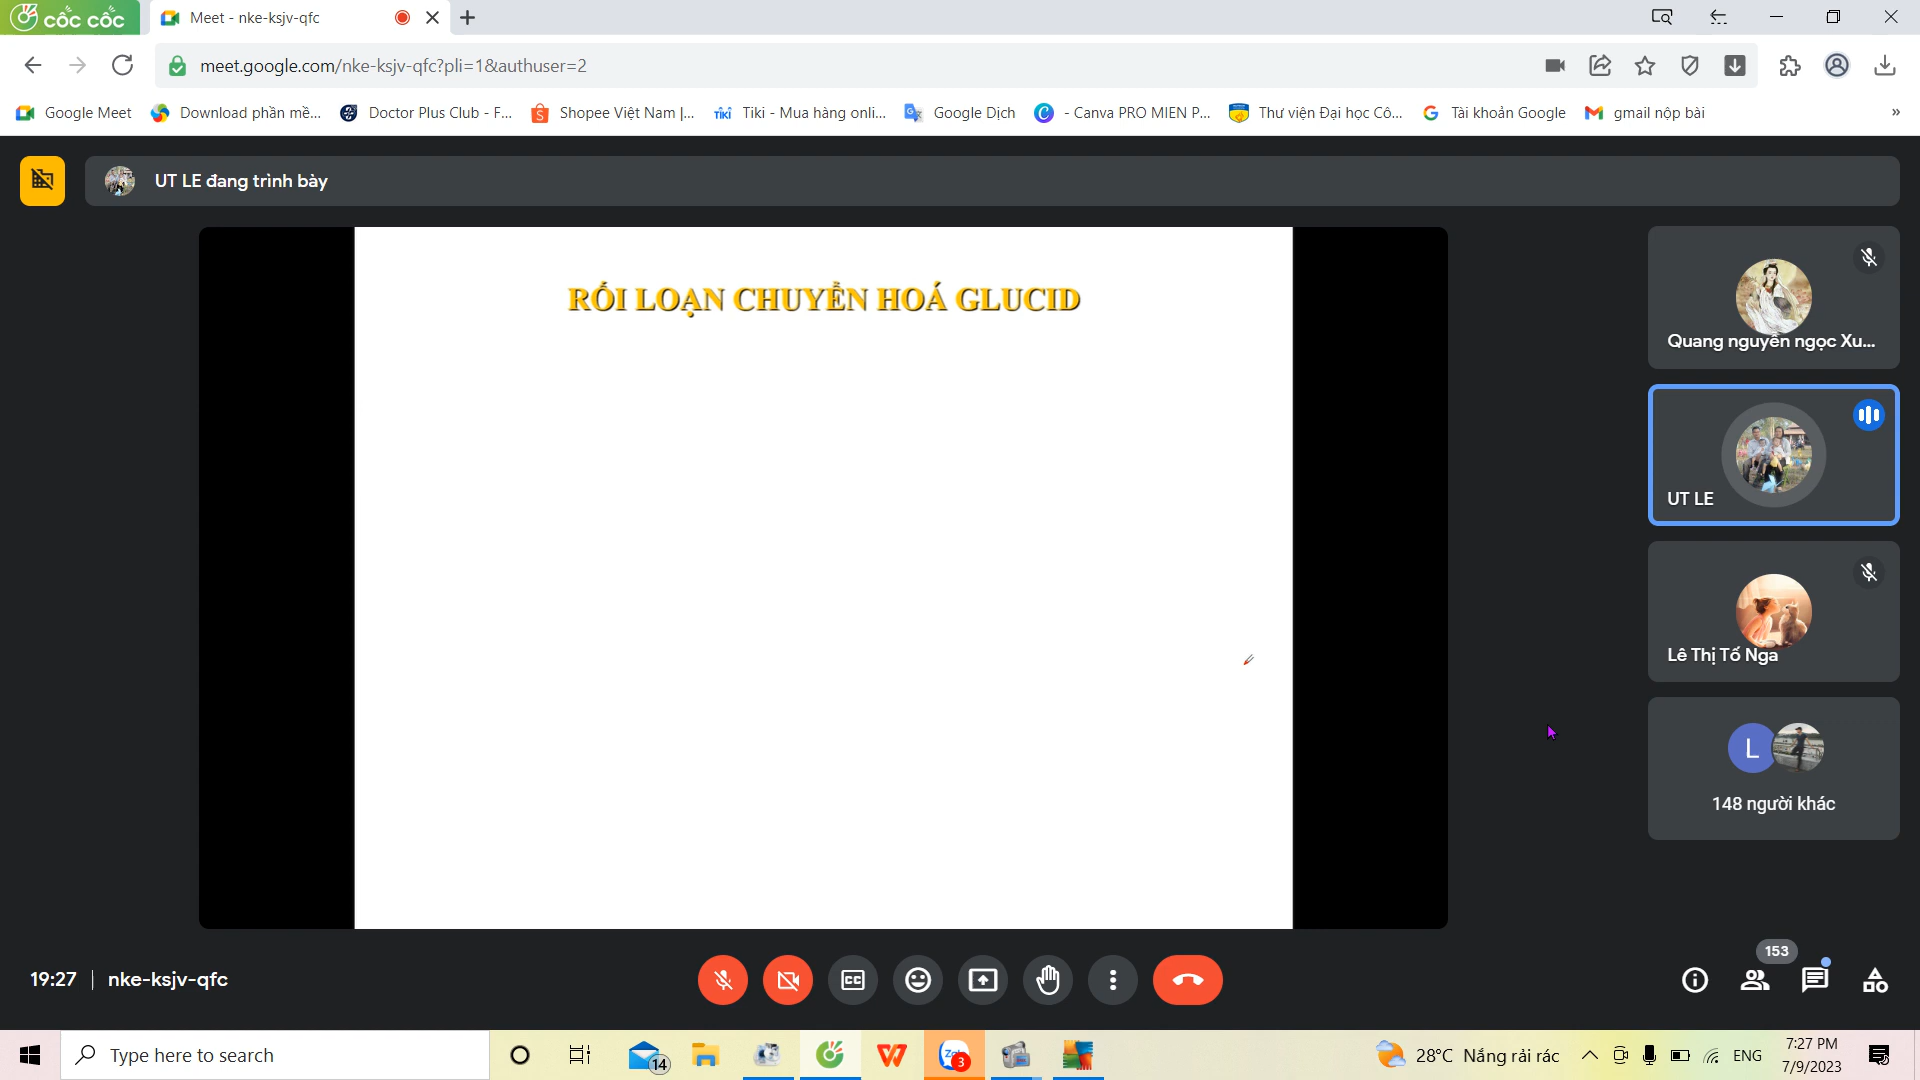 cốc cốc
Meet - nke-ksjv-qfc
meet.google.com/nke-ksjv-qfc?pli=1&authuser=2
Google Meet
Download phần mề...
Doctor Plus Club - F...
Shopee Việt Nam |...
TIKI
Tiki - Mua hàng onli...
Google Dịch
- Canva PRO MIEN P...
Thư viện Đại học Cô...
Tài khoản Google
gmail nộp bài
»
UT LE đang trình bày
RỐI LOẠN CHUYỂN HOÁ GLUCID
Quang nguyễn ngọc Xu...
UT LE
Lê Thị Tố Nga
L
148 người khác
19:27 | nke-ksjv-qfc
CC
153
Type here to search
14
3
28°C Nắng rải rác
ENG
7:27 PM
7/9/2023